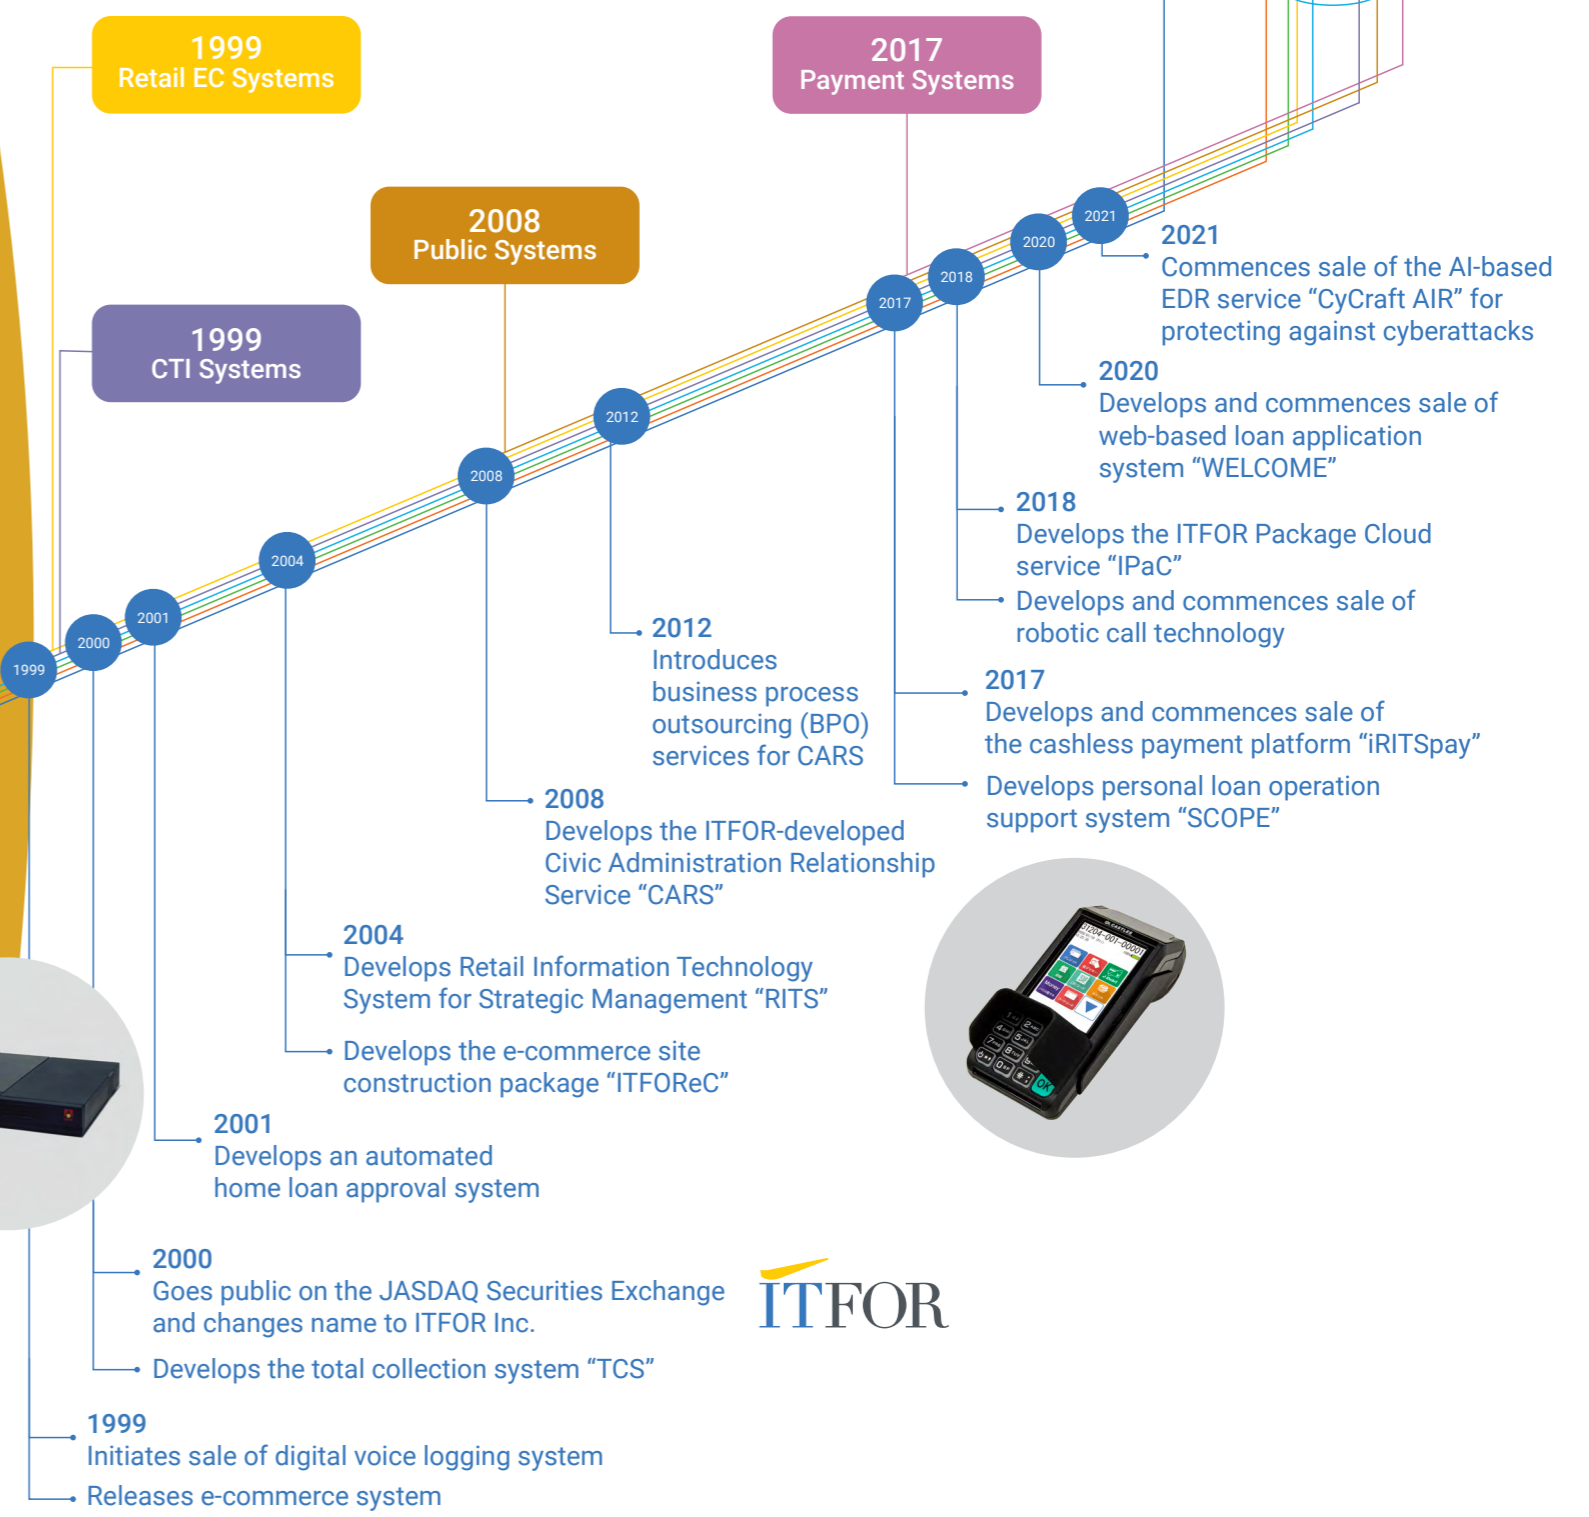 1999
Retail EC Systems
2017
Payment Systems
2008
Public Systems
1999
CTI Systems
2021
2020
2018
2017
2012
2008
2004
2001
2000
1999
2021
Commences sale of the AI-based
EDR service “CyCraft AIR” for
protecting against cyberattacks
2020
Develops and commences sale of
web-based loan application
system “WELCOME”
2018
Develops the ITFOR Package Cloud
service “IPaC”
Develops and commences sale of
robotic call technology
2017
Develops and commences sale of
the cashless payment platform “iRITSpay”
Develops personal loan operation
support system “SCOPE”
2012
Introduces
business process
outsourcing (BPO)
services for CARS
2008
Develops the ITFOR-developed
Civic Administration Relationship
Service “CARS”
2004
Develops Retail Information Technology
System for Strategic Management “RITS”
Develops the e-commerce site
construction package “ITFOReC”
2001
Develops an automated
home loan approval system
2000
Goes public on the JASDAQ Securities Exchange
and changes name to ITFOR Inc.
Develops the total collection system “TCS”
ITFOR
1999
Initiates sale of digital voice logging system
Releases e-commerce system
CASTLES
01204-001-00001
Money
OK